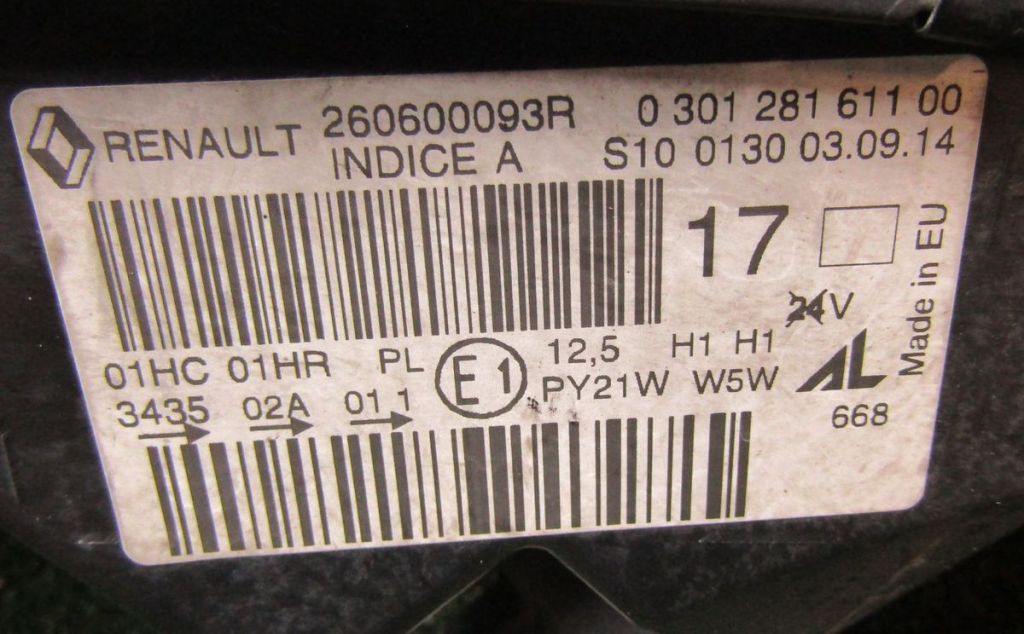 RENAULT 260600093R 0 301 281 611 00
INDICE A S10 0130 03.09.14
17
24V
Made in EU
01HC 01HR PL E1 12,5 H1 H1
3435 02A 01 1 PY21W W5W AL
668